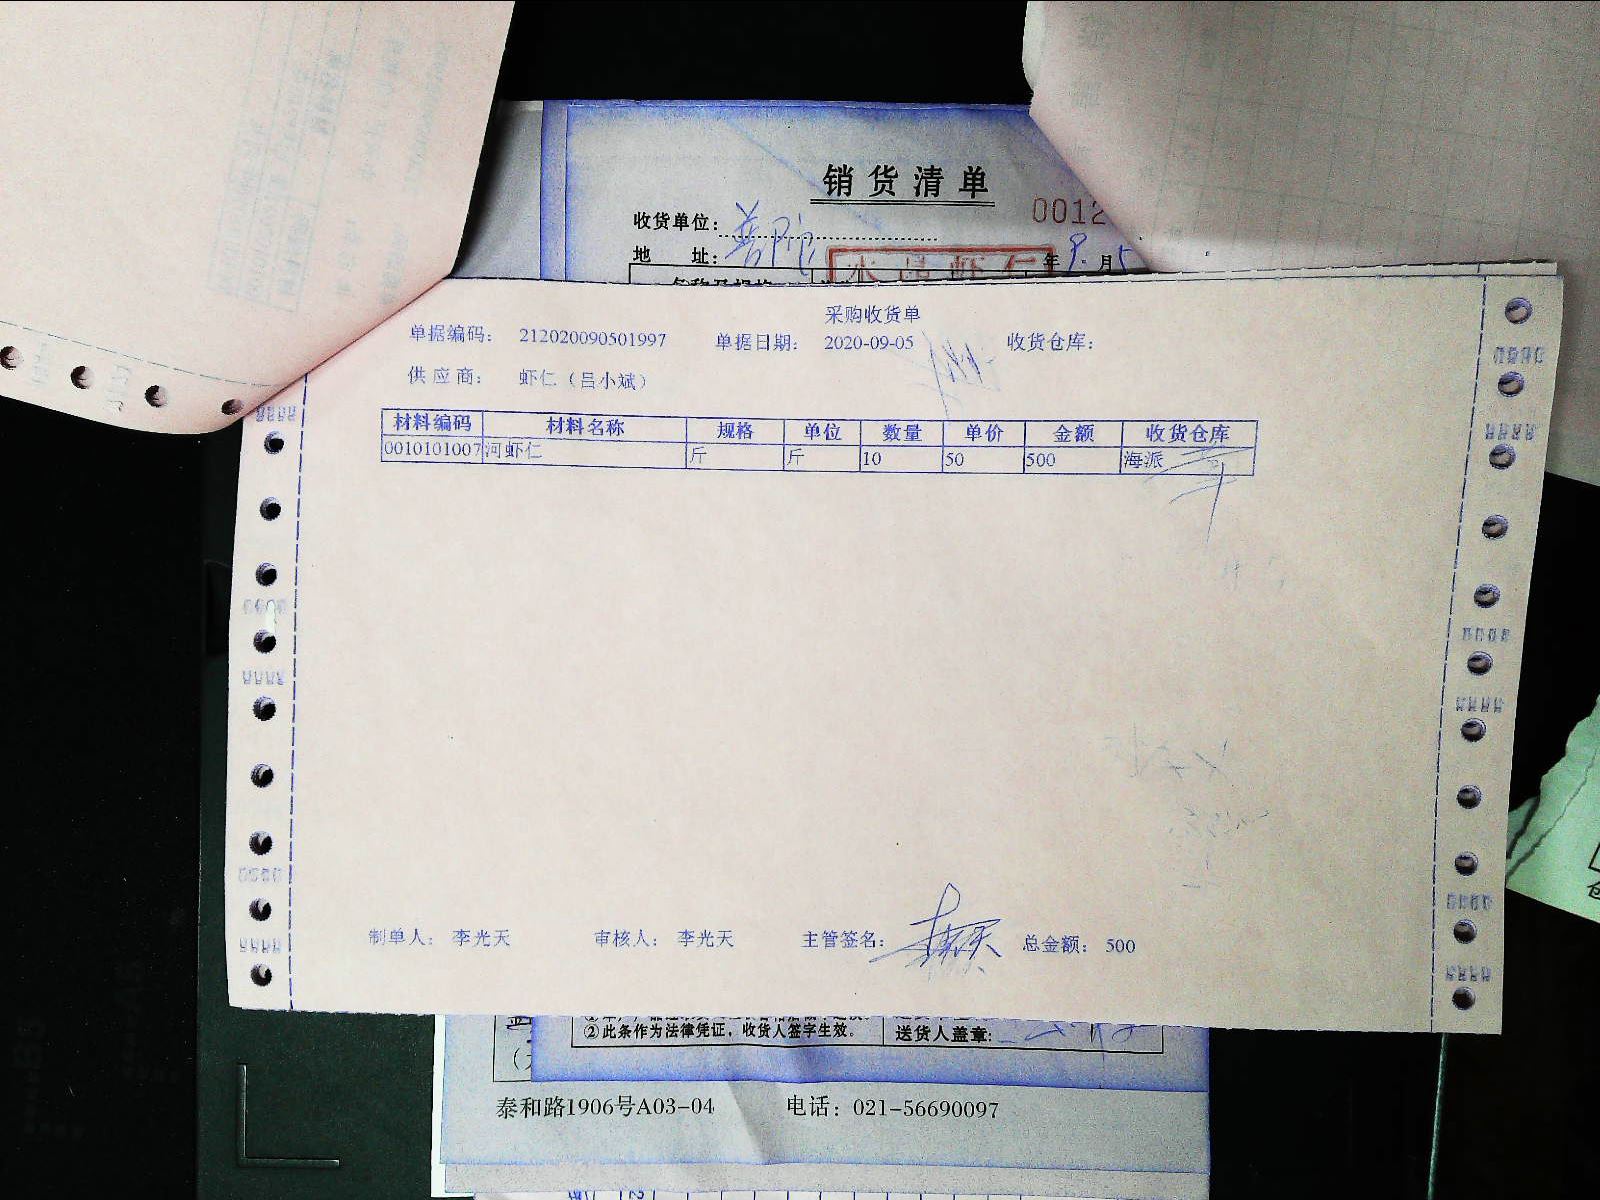 销货清单
0012
收货单位：普陀
地 址：
年 9 月 5
采购收货单
单据编码： 212020090501997 单据日期： 2020-09-05 收货仓库：
供应商： 虾仁（吕小斌）
材料编码 材料名称 规格 单位 数量 单价 金额 收货仓库
0010101007 河虾仁 斤 斤 10 50 500 海派
制单人： 李光天 审核人： 李光天 主管签名： 总金额： 500
②此条作为法律凭证，收货人签字生效。 送货人盖章：
泰和路1906号A03-04 电话：021-56690097